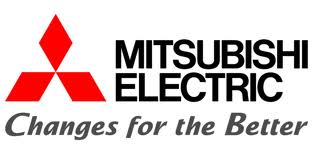 MITSUBISHI
ELECTRIC
Changes for the Better